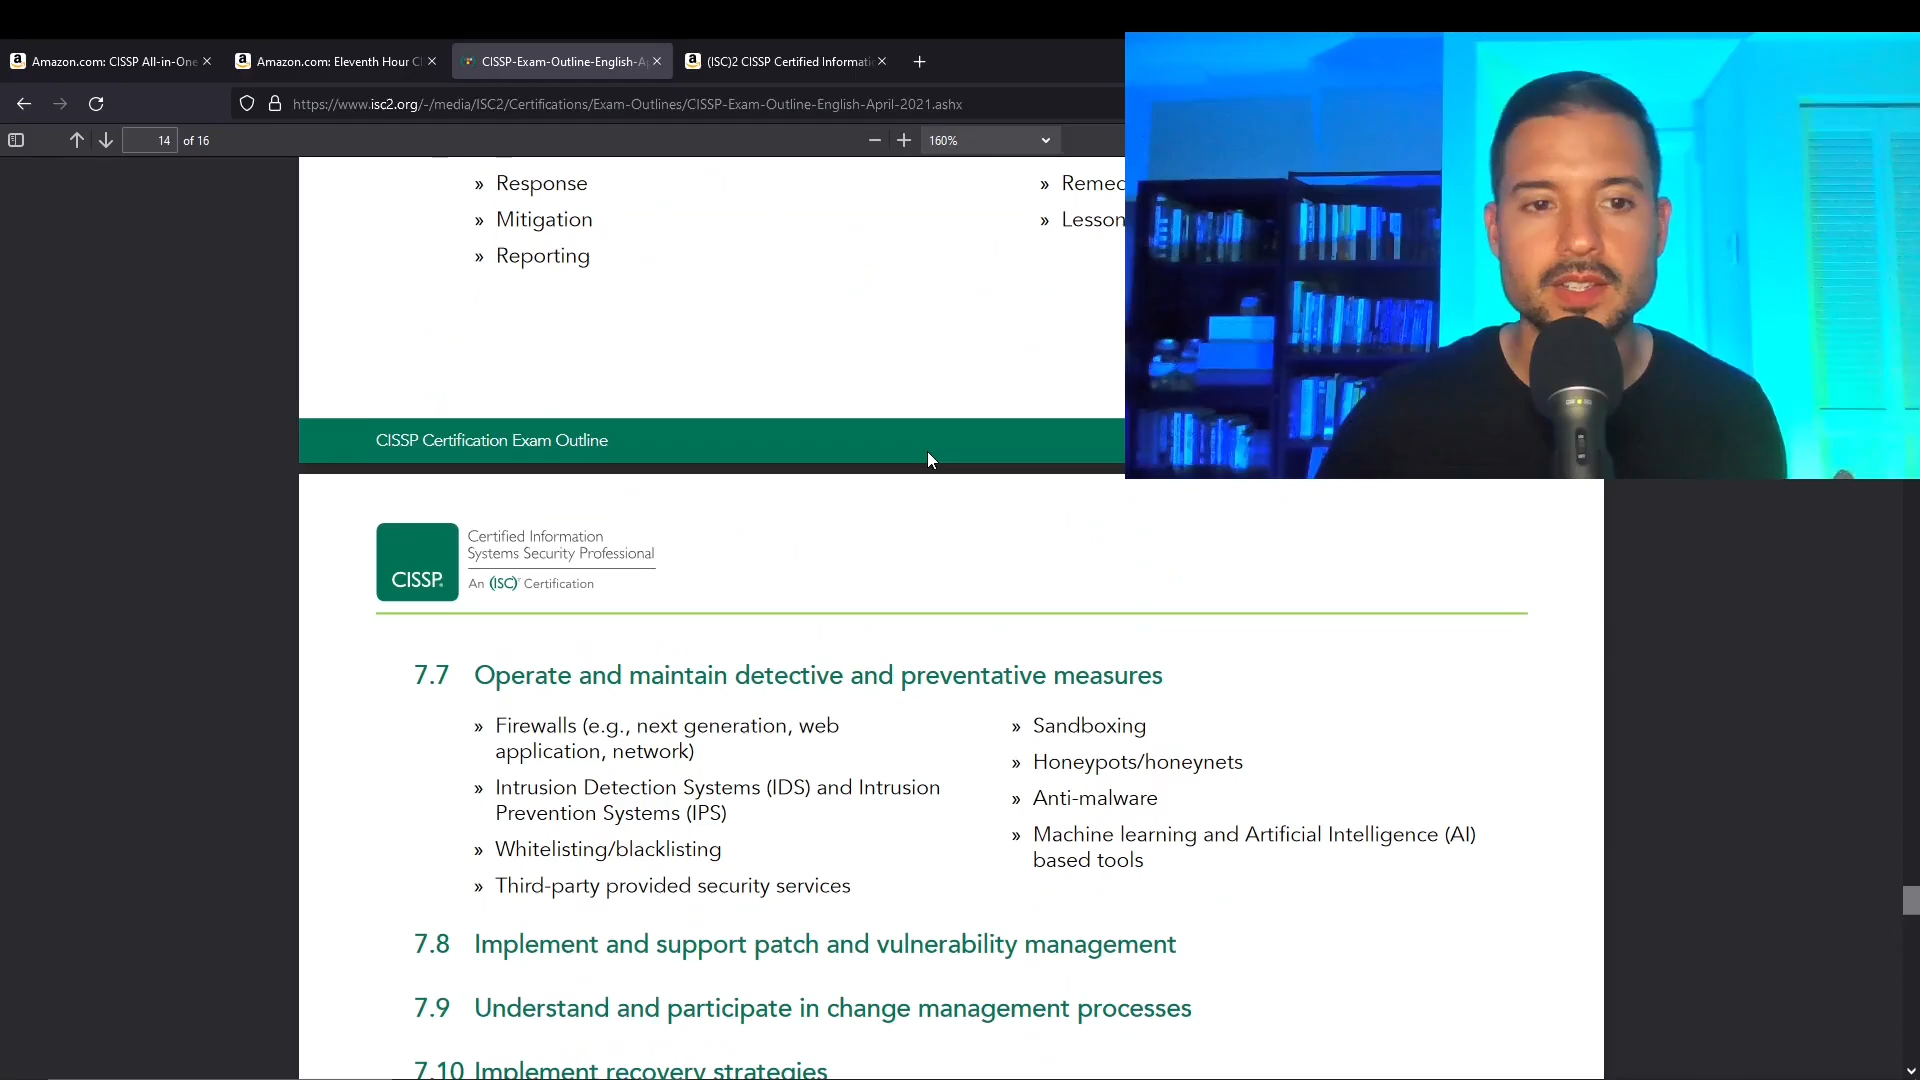 Amazon.com: CISSP All-in-One
Amazon.com: Eleventh Hour CI
CISSP-Exam-Outline-English-A
(ISC)2 CISSP Certified Informati
https://www.isc2.org/-/media/ISC2/Certifications/Exam-Outlines/CISSP-Exam-Outline-English-April-2021.ashx
14 of 16
160%
» Response
» Mitigation
» Reporting
» Remec
» Lesson
CISSP Certification Exam Outline
CISSP
Certified Information
Systems Security Professional
An (ISC)² Certification
7.7 Operate and maintain detective and preventative measures
» Firewalls (e.g., next generation, web
application, network)
» Intrusion Detection Systems (IDS) and Intrusion
Prevention Systems (IPS)
» Whitelisting/blacklisting
» Third-party provided security services
» Sandboxing
» Honeypots/honeynets
» Anti-malware
» Machine learning and Artificial Intelligence (AI)
based tools
7.8 Implement and support patch and vulnerability management
7.9 Understand and participate in change management processes
7.10 Implement recovery strategies